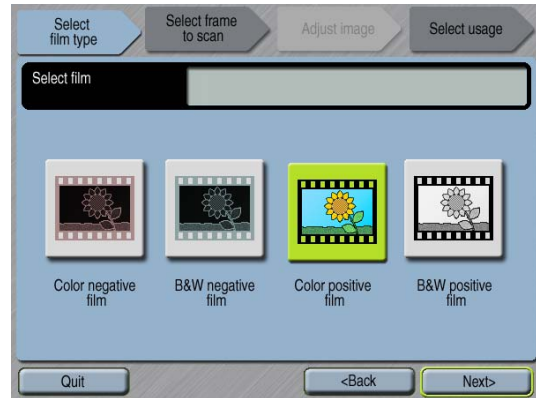 Select
film type
Select frame
to scan
Adjust image
Select usage
Select film
Color negative
film
B&W negative
film
Color positive
film
B&W positive
film
Quit
<Back
Next>